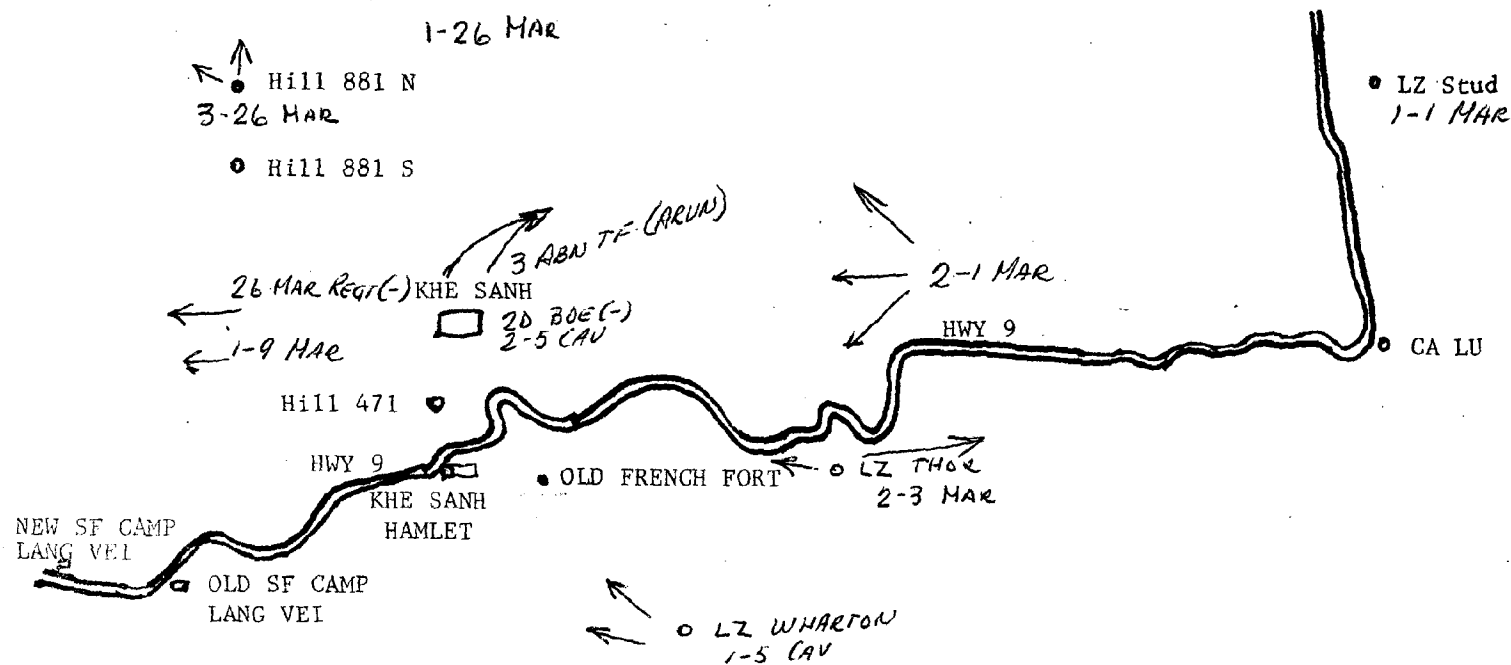 1-26 MAR
Hill 881 N
3-26 MAR
LZ Stud
1-1 MAR
Hill 881 S
3 ABN TF (ARVN)
26 MAR REGT(-)
KHE SANH
2D BDE(-)
2-5 CAV
1-9 MAR
2-1 MAR
HWY 9
CA LU
Hill 471
HWY 9
KHE SANH
HAMLET
OLD FRENCH FORT
LZ THOR
2-3 MAR
NEW SF CAMP
LANG VEI
OLD SF CAMP
LANG VEI
LZ WHARTON
1-5 CAV